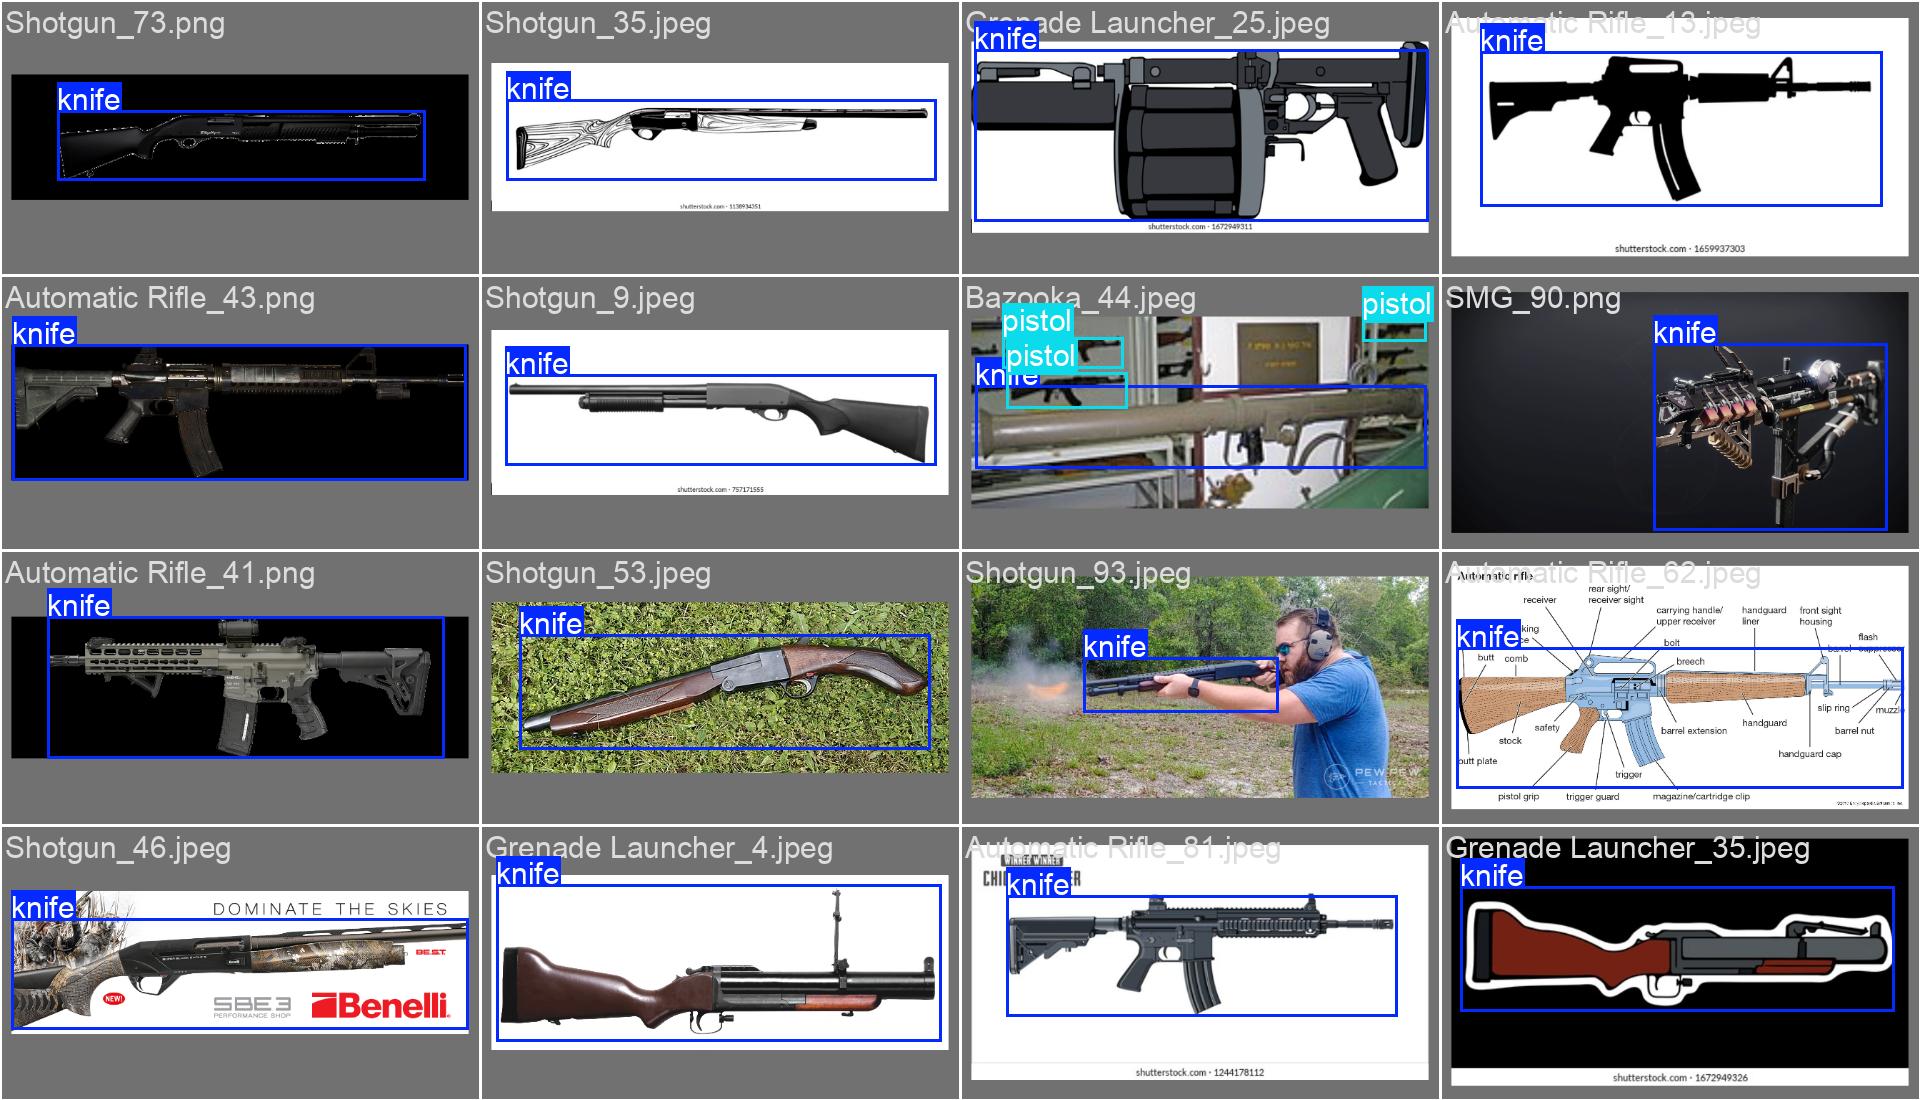 Shotgun_73.png
knife
Shotgun_35.jpeg
knife
shutterstock.com · 1138934351
Grenade Launcher_25.jpeg
knife
shutterstock.com · 1672949311
Automatic Rifle_13.jpeg
knife
shutterstock.com · 1659937303
Automatic Rifle_43.png
knife
Shotgun_9.jpeg
knife
shutterstock.com · 757171555
Bazooka_44.jpeg
pistol
pistol
pistol
knife
SMG_90.png
knife
Automatic Rifle_41.png
knife
Shotgun_53.jpeg
knife
Shotgun_93.jpeg
knife
PEW PEW
Automatic Rifle_62.jpeg
Automatic rifle
knife
receiver
rear sight/
receiver sight
carrying handle/
upper receiver
handguard
liner
front sight
housing
bolt
flash
suppressor
barrel
butt
comb
breech
slip ring
muzzle
safety
stock
barrel extension
handguard
barrel nut
handguard cap
butt plate
trigger
pistol grip
trigger guard
magazine/cartridge clip
Shotgun_46.jpeg
knife
DOMINATE THE SKIES
BE.S.T.
NEW!
SBE 3
PERFORMANCE SHOP
Benelli
Grenade Launcher_4.jpeg
knife
Automatic Rifle_81.jpeg
WINNER WINNER
knife
shutterstock.com · 1244178112
Grenade Launcher_35.jpeg
knife
shutterstock.com · 1672949326